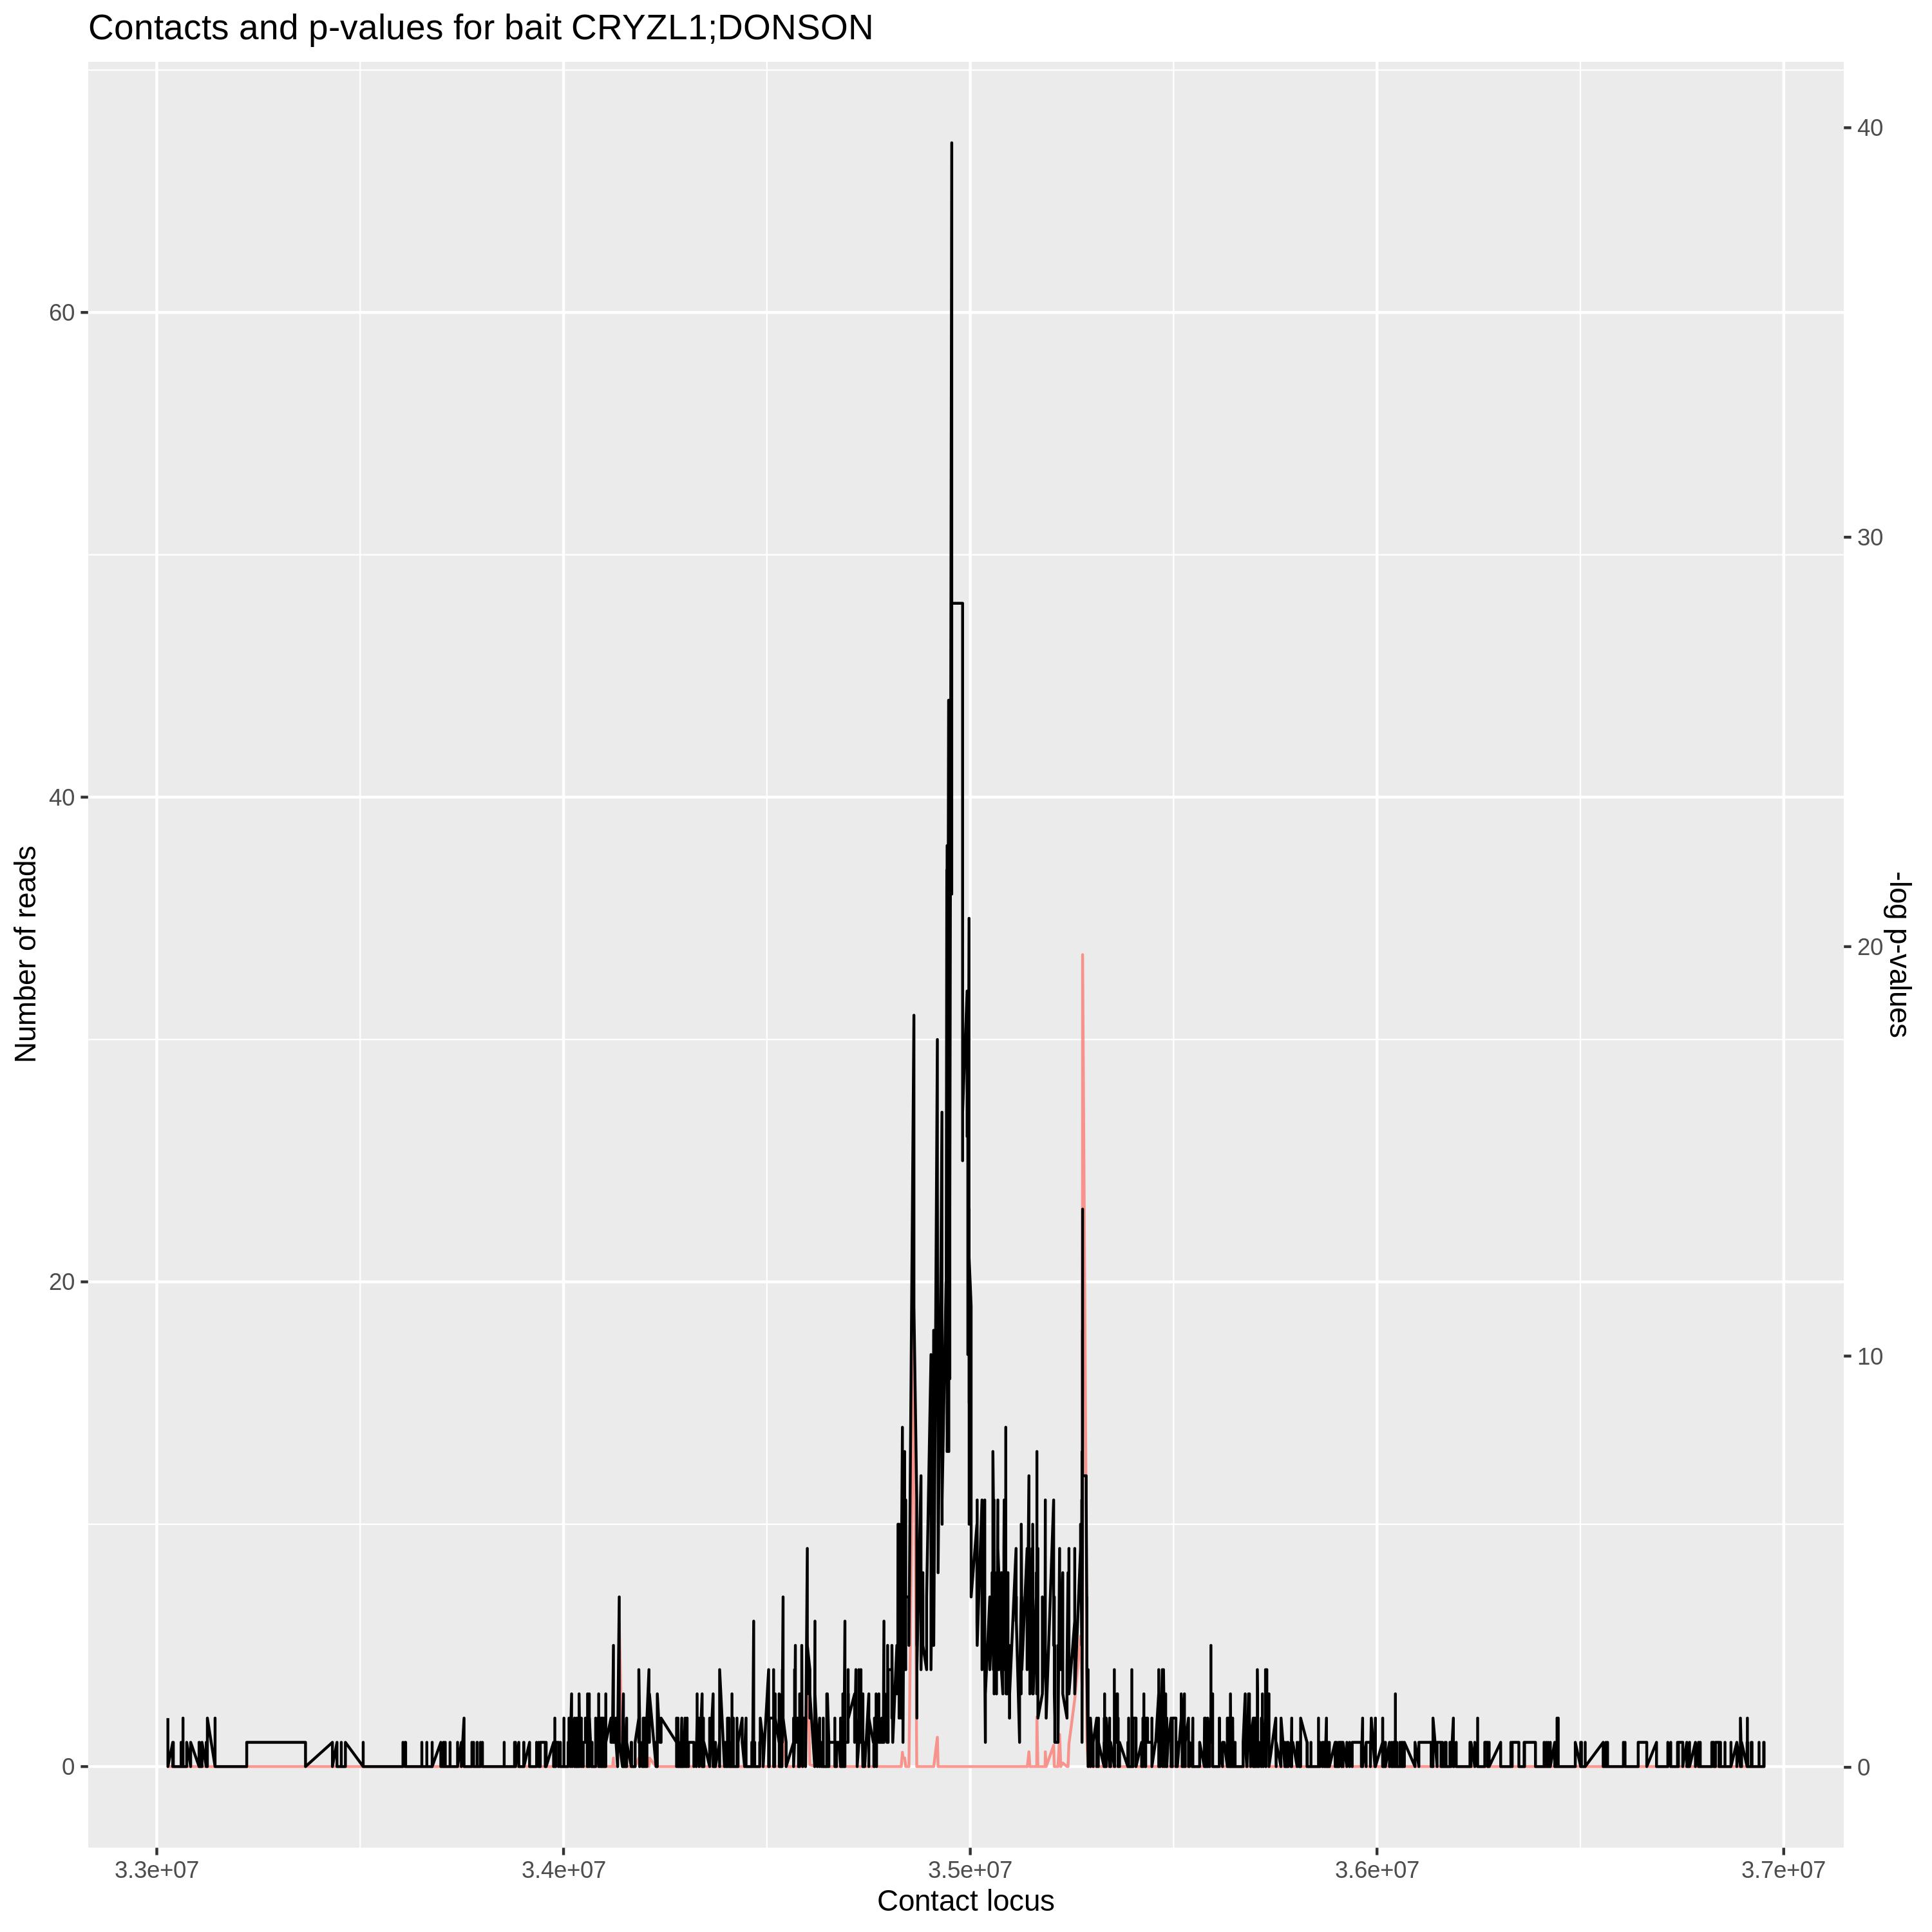 Contacts and p-values for bait CRYZL1;DONSON
60
40
20
0
Number of reads
40
30
20
10
0
-log p-values
3.3e+07
3.4e+07
3.5e+07
3.6e+07
3.7e+07
Contact locus